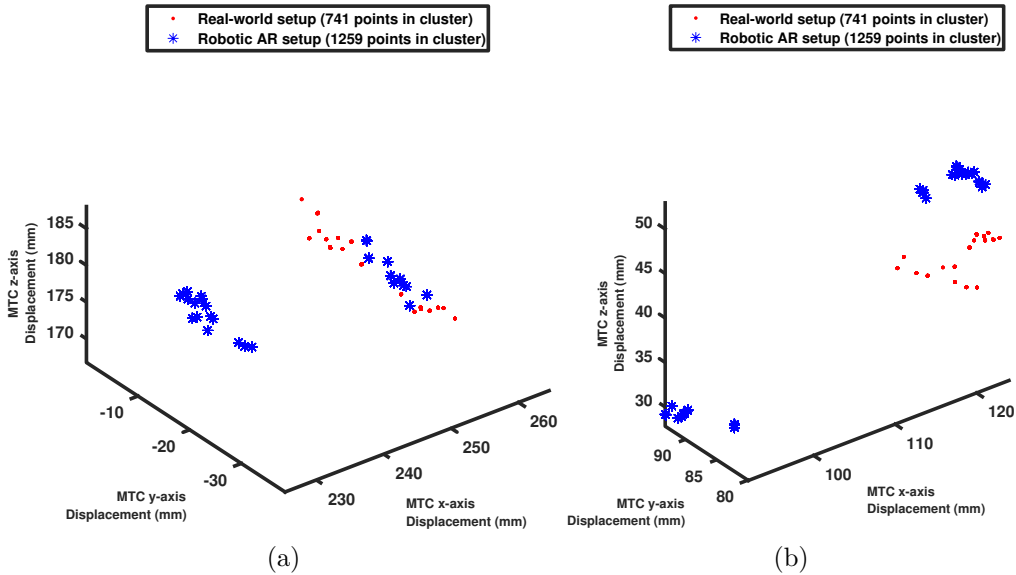 Real-world setup (741 points in cluster)
Robotic AR setup (1259 points in cluster)
185
180
175
170
MTC z-axis
Displacement (mm)
-10
-20
-30
MTC y-axis
Displacement (mm)
230
240
250
260
MTC x-axis
Displacement (mm)
(a)
Real-world setup (741 points in cluster)
Robotic AR setup (1259 points in cluster)
50
45
40
35
30
MTC z-axis
Displacement (mm)
90
85
80
MTC y-axis
Displacement (mm)
100
110
120
MTC x-axis
Displacement (mm)
(b)